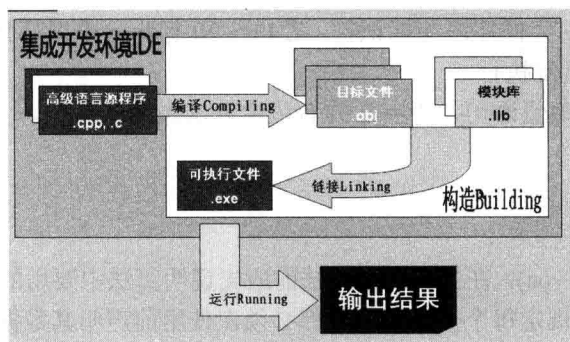 集成开发环境IDE
高级语言源程序
.cpp, .c
编译Compiling
目标文件
.obj
模块库
.lib
可执行文件
.exe
链接Linking
构造Building
运行Running
输出结果